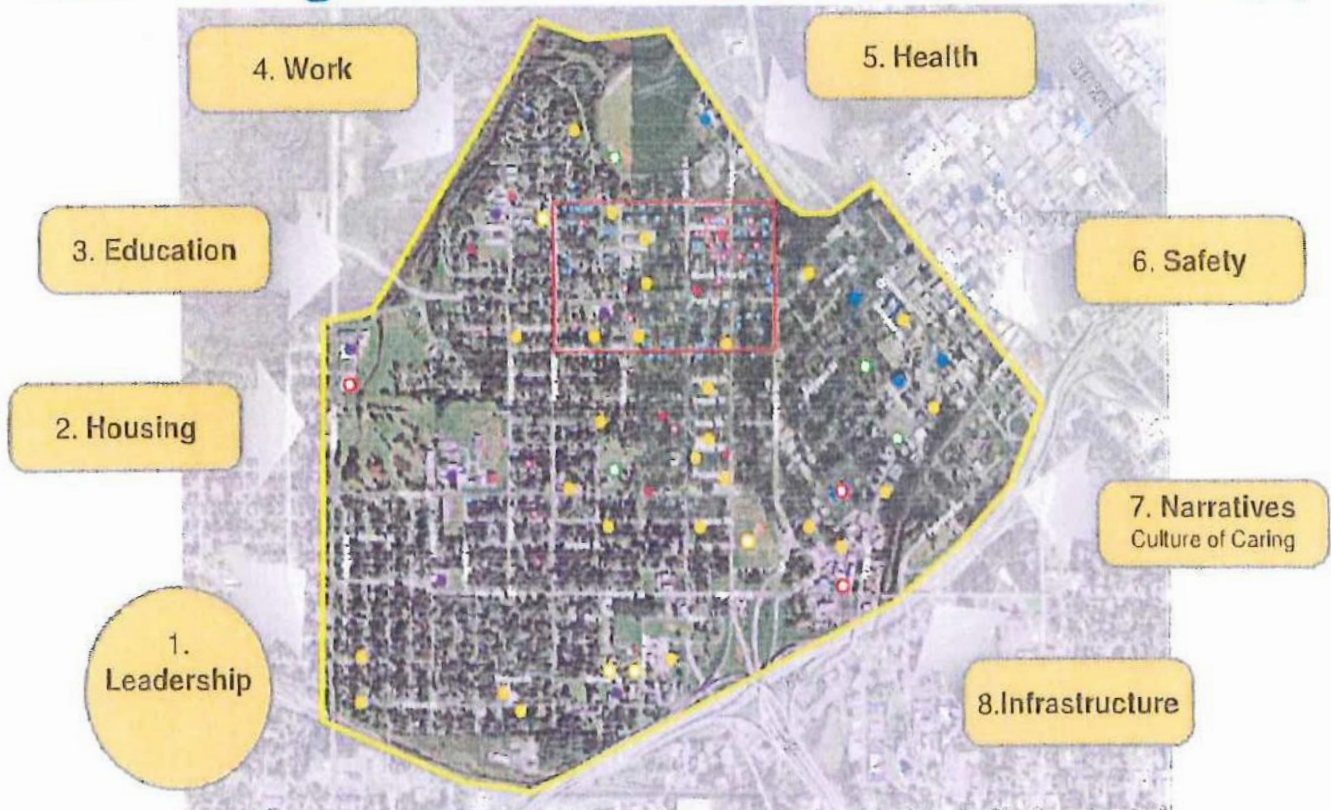 4. Work
5. Health
3. Education
6. Safety
2. Housing
7. Narratives
Culture of Caring
1.
Leadership
8.Infrastructure